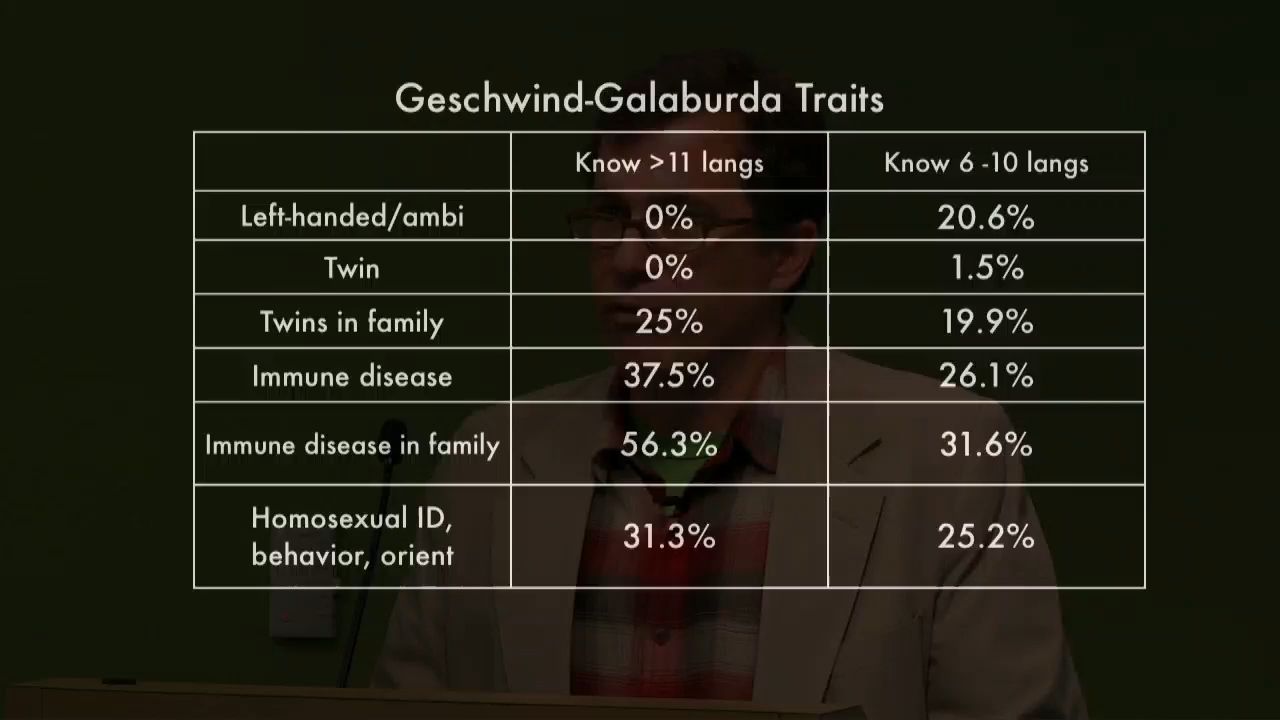 Geschwind-Galaburda Traits
Know >11 langs
Know 6 -10 langs
Left-handed/ambi
0%
20.6%
Twin
0%
1.5%
Twins in family
25%
19.9%
Immune disease
37.5%
26.1%
Immune disease in family
56.3%
31.6%
Homosexual ID,
behavior, orient
31.3%
25.2%